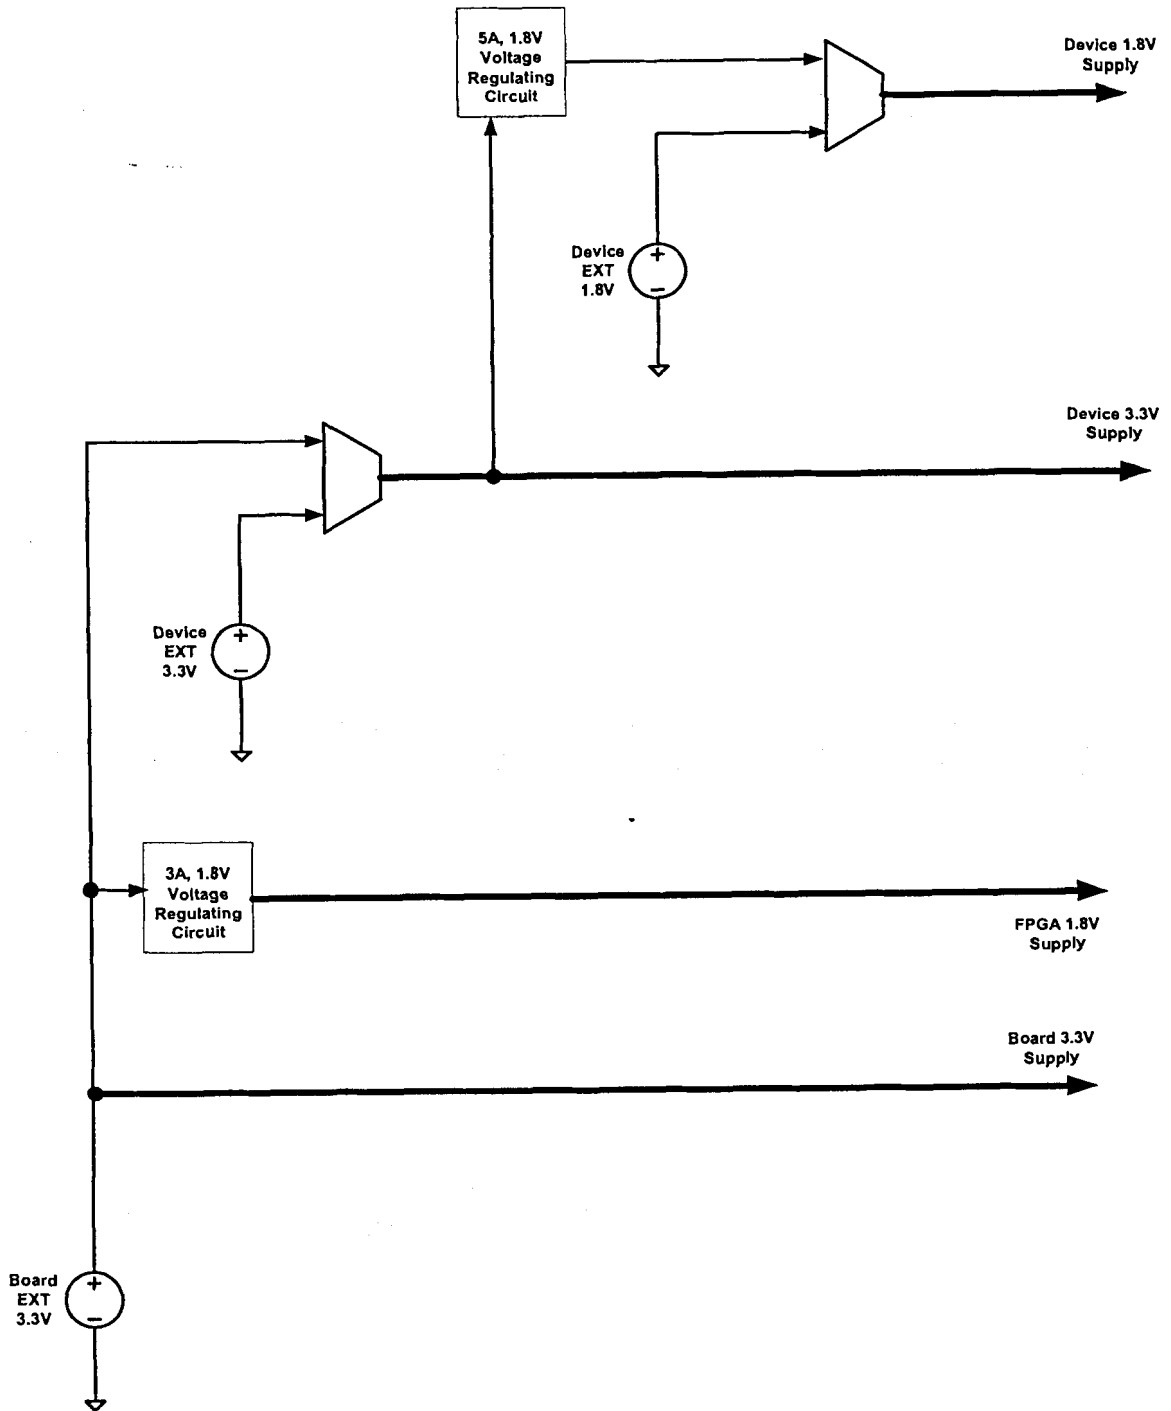 5A, 1.8V
Voltage
Regulating
Circuit
Device 1.8V
Supply
Device
EXT
1.8V
+
−
Device 3.3V
Supply
Device
EXT
3.3V
+
−
3A, 1.8V
Voltage
Regulating
Circuit
FPGA 1.8V
Supply
Board 3.3V
Supply
Board
EXT
3.3V
+
−